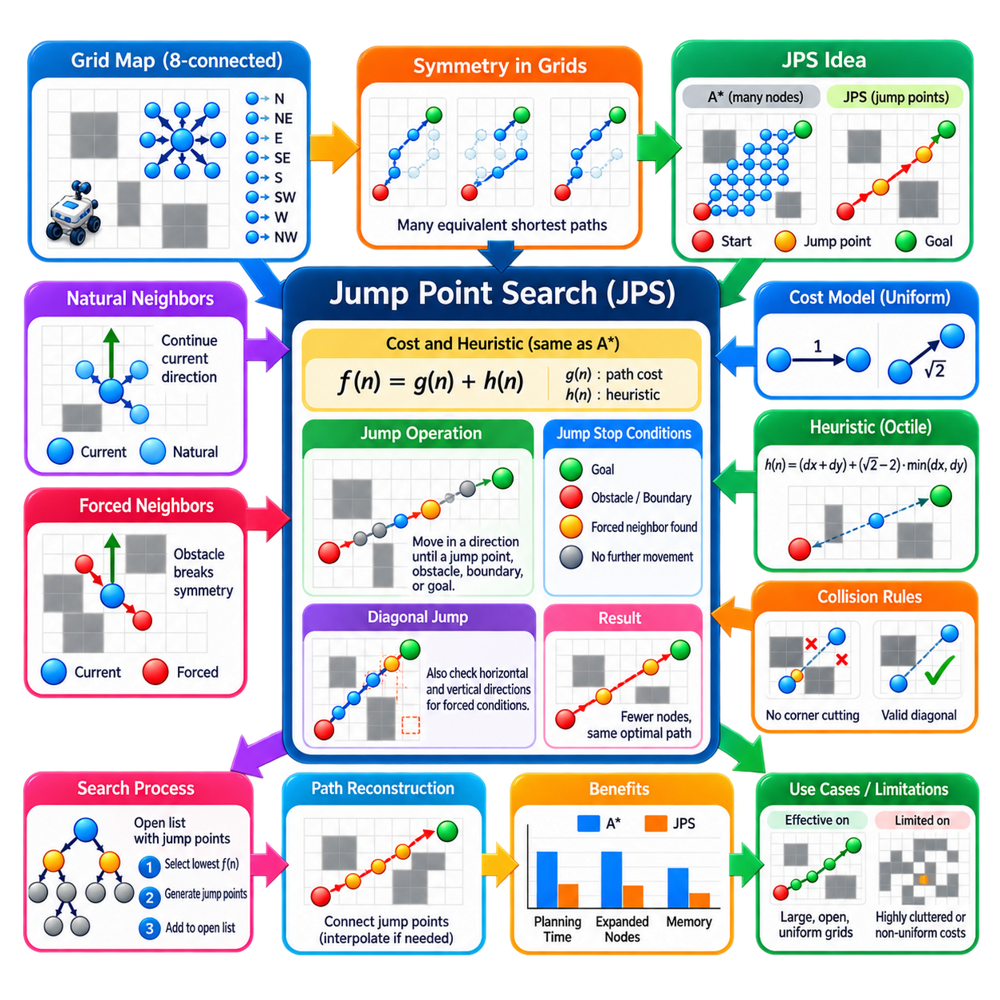 Grid Map (8-connected)
N
NE
E
SE
S
SW
W
NW
Symmetry in Grids
Many equivalent shortest paths
JPS Idea
A* (many nodes)
JPS (jump points)
Start
Jump point
Goal
Natural Neighbors
Continue
current
direction
Current
Natural
Forced Neighbors
Obstacle
breaks
symmetry
Current
Forced
Jump Point Search (JPS)
Cost and Heuristic (same as A*)
f(n) = g(n) + h(n)
g(n) : path cost
h(n) : heuristic
Jump Operation
Move in a direction
until a jump point,
obstacle, boundary,
or goal.
Jump Stop Conditions
Goal
Obstacle / Boundary
Forced neighbor found
No further movement
Diagonal Jump
Also check horizontal
and vertical directions
for forced conditions.
Result
Fewer nodes,
same optimal path
Cost Model (Uniform)
1
√2
Heuristic (Octile)
h(n) = (dx + dy) + (√2 − 2) · min(dx, dy)
Collision Rules
No corner cutting
Valid diagonal
Search Process
Open list
with jump points
1 Select lowest f(n)
2 Generate jump points
3 Add to open list
Path Reconstruction
Connect jump points
(interpolate if needed)
Benefits
A*
JPS
Planning
Time
Expanded
Nodes
Memory
Use Cases / Limitations
Effective on
Limited on
Large, open,
uniform grids
Highly cluttered or
non-uniform costs